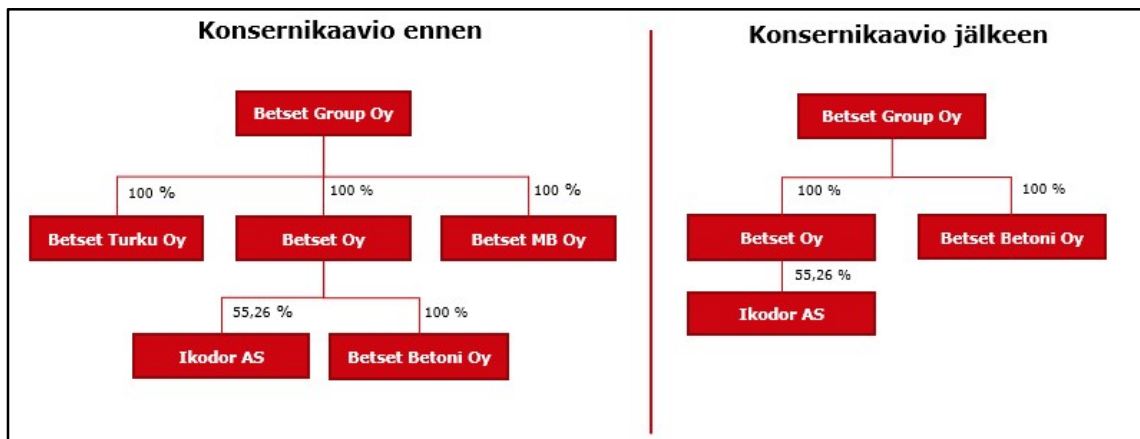 Konsernikaavio ennen
Betset Group Oy
100 %
100 %
100 %
Betset Turku Oy
Betset Oy
Betset MB Oy
55,26 %
100 %
Ikodor AS
Betset Betoni Oy
Konsernikaavio jälkeen
Betset Group Oy
100 %
100 %
Betset Oy
Betset Betoni Oy
55,26 %
Ikodor AS